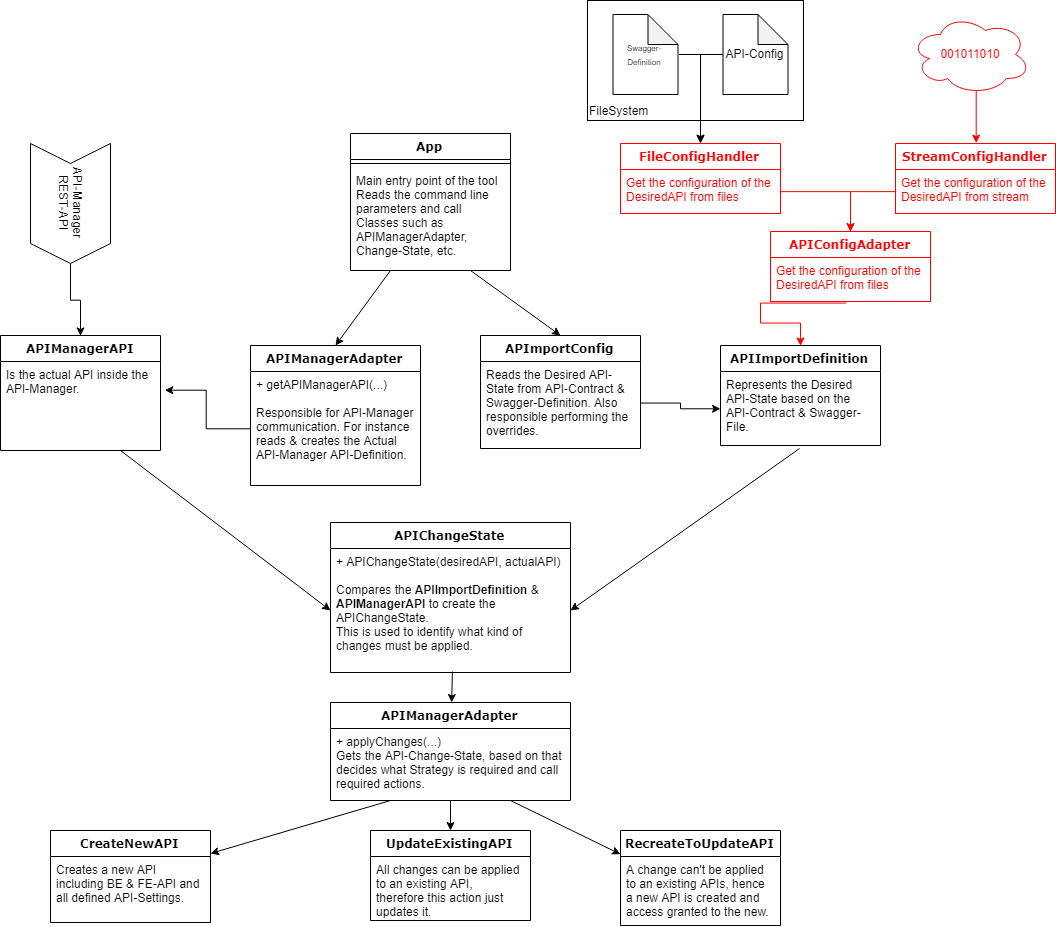 Swagger-
Definition
API-Config
FileSystem
001011010
API-Manager
REST-API
App
Main entry point of the tool
Reads the command line
parameters and call
Classes such as
APIManagerAdapter,
Change-State, etc.
FileConfigHandler
Get the configuration of the
DesiredAPI from files
StreamConfigHandler
Get the configuration of the
DesiredAPI from stream
APIConfigAdapter
Get the configuration of the
DesiredAPI from files
APIManagerAPI
Is the actual API inside the
API-Manager.
APIManagerAdapter
+ getAPIManagerAPI(...)
Responsible for API-Manager
communication. For instance
reads & creates the Actual
API-Manager API-Definition.
APImportConfig
Reads the Desired API-
State from API-Contract &
Swagger-Definition. Also
responsible performing the
overrides.
APIImportDefinition
Represents the Desired
API-State based on the
API-Contract & Swagger-
File.
APIChangeState
+ APIChangeState(desiredAPI, actualAPI)
Compares the APIImportDefinition &
APIManagerAPI to create the
APIChangeState.
This is used to identify what kind of
changes must be applied.
APIManagerAdapter
+ applyChanges(...)
Gets the API-Change-State, based on that
decides what Strategy is required and call
required actions.
CreateNewAPI
Creates a new API
including BE & FE-API and
all defined API-Settings.
UpdateExistingAPI
All changes can be applied
to an existing API,
therefore this action just
updates it.
RecreateToUpdateAPI
A change can't be applied
to an existing APIs, hence
a new API is created and
access granted to the new.